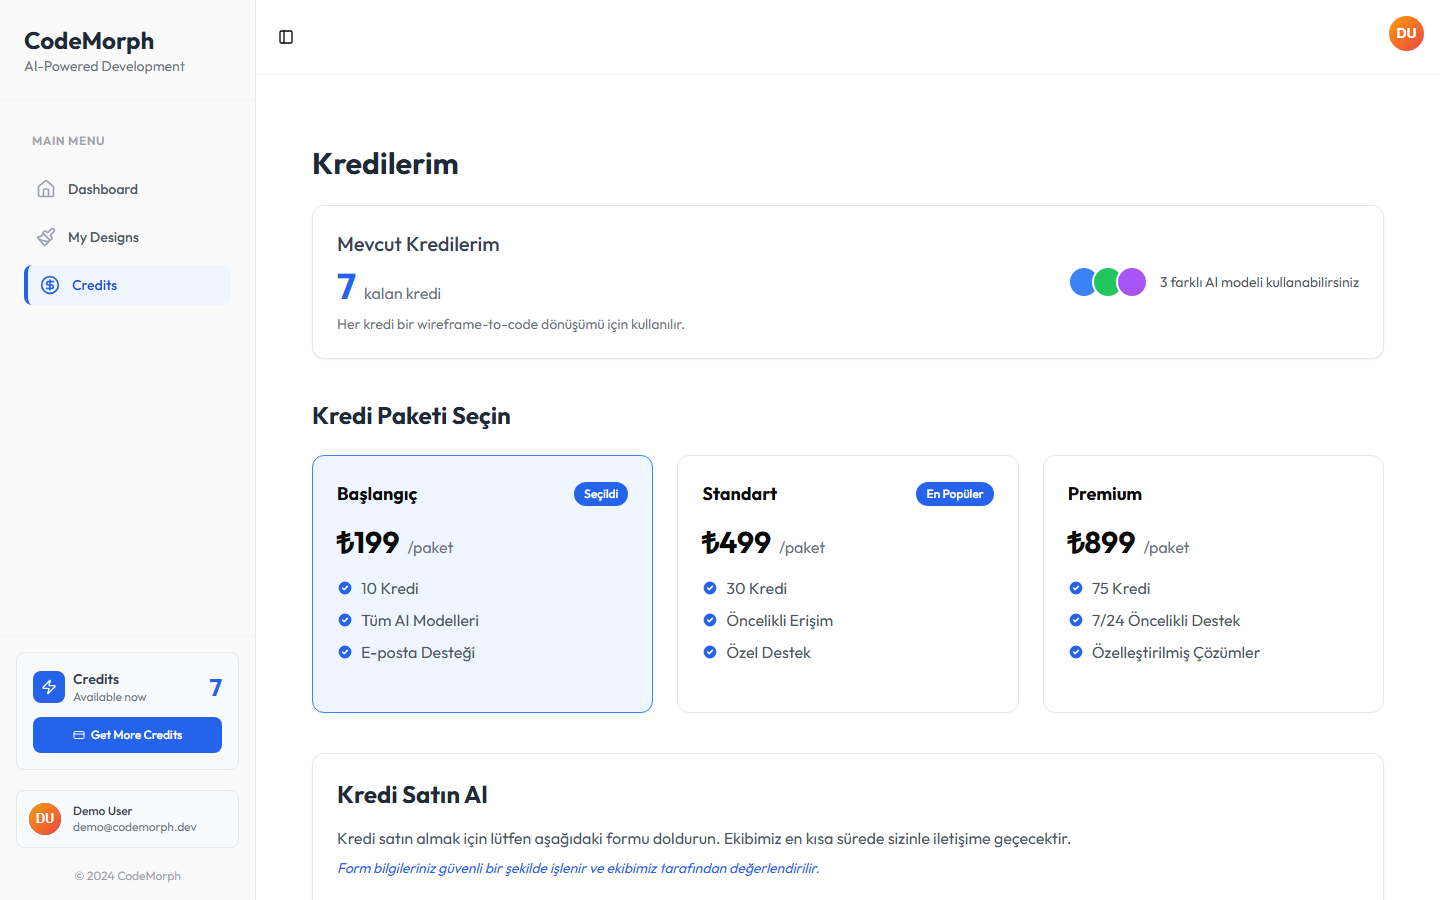 CodeMorph
AI-Powered Development
MAIN MENU
Dashboard
My Designs
Credits
Credits
Available now
7
Get More Credits
DU
Demo User
demo@codemorph.dev
© 2024 CodeMorph
DU
Kredilerim
Mevcut Kredilerim
7 kalan kredi
Her kredi bir wireframe-to-code dönüşümü için kullanılır.
3 farklı AI modeli kullanabilirsiniz
Kredi Paketi Seçin
Başlangıç
Seçildi
₺199 /paket
10 Kredi
Tüm AI Modelleri
E-posta Desteği
Standart
En Popüler
₺499 /paket
30 Kredi
Öncelikli Erişim
Özel Destek
Premium
₺899 /paket
75 Kredi
7/24 Öncelikli Destek
Özelleştirilmiş Çözümler
Kredi Satın Al
Kredi satın almak için lütfen aşağıdaki formu doldurun. Ekibimiz en kısa sürede sizinle iletişime geçecektir.
Form bilgileriniz güvenli bir şekilde işlenir ve ekibimiz tarafından değerlendirilir.